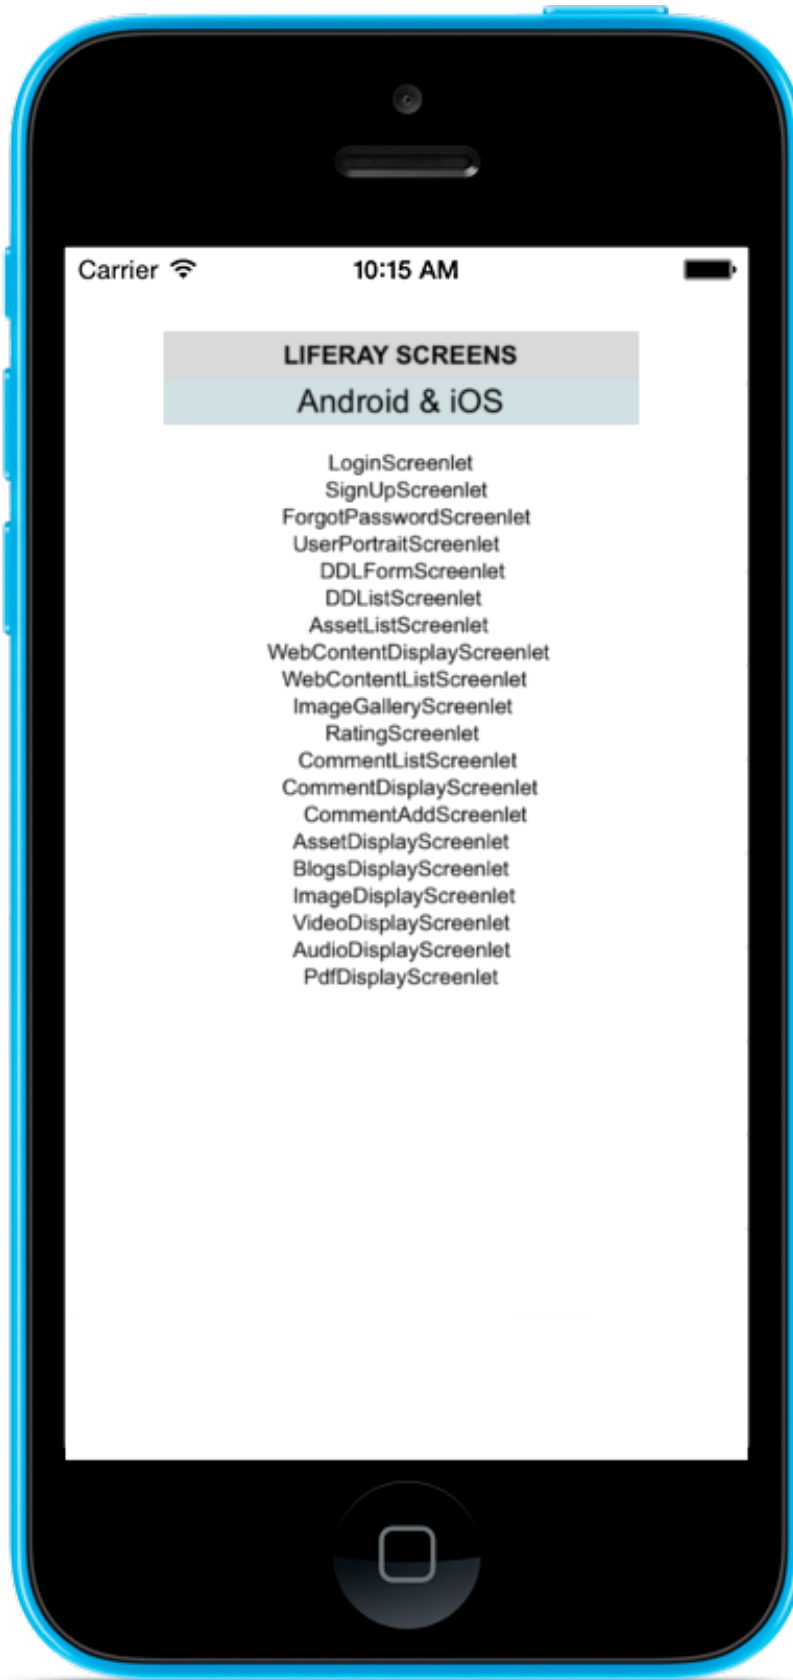 Carrier 10:15 AM
LIFERAY SCREENS
Android & iOS
LoginScreenlet
SignUpScreenlet
ForgotPasswordScreenlet
UserPortraitScreenlet
DDLFormScreenlet
DDListScreenlet
AssetListScreenlet
WebContentDisplayScreenlet
WebContentListScreenlet
ImageGalleryScreenlet
RatingScreenlet
CommentListScreenlet
CommentDisplayScreenlet
CommentAddScreenlet
AssetDisplayScreenlet
BlogsDisplayScreenlet
ImageDisplayScreenlet
VideoDisplayScreenlet
AudioDisplayScreenlet
PdfDisplayScreenlet